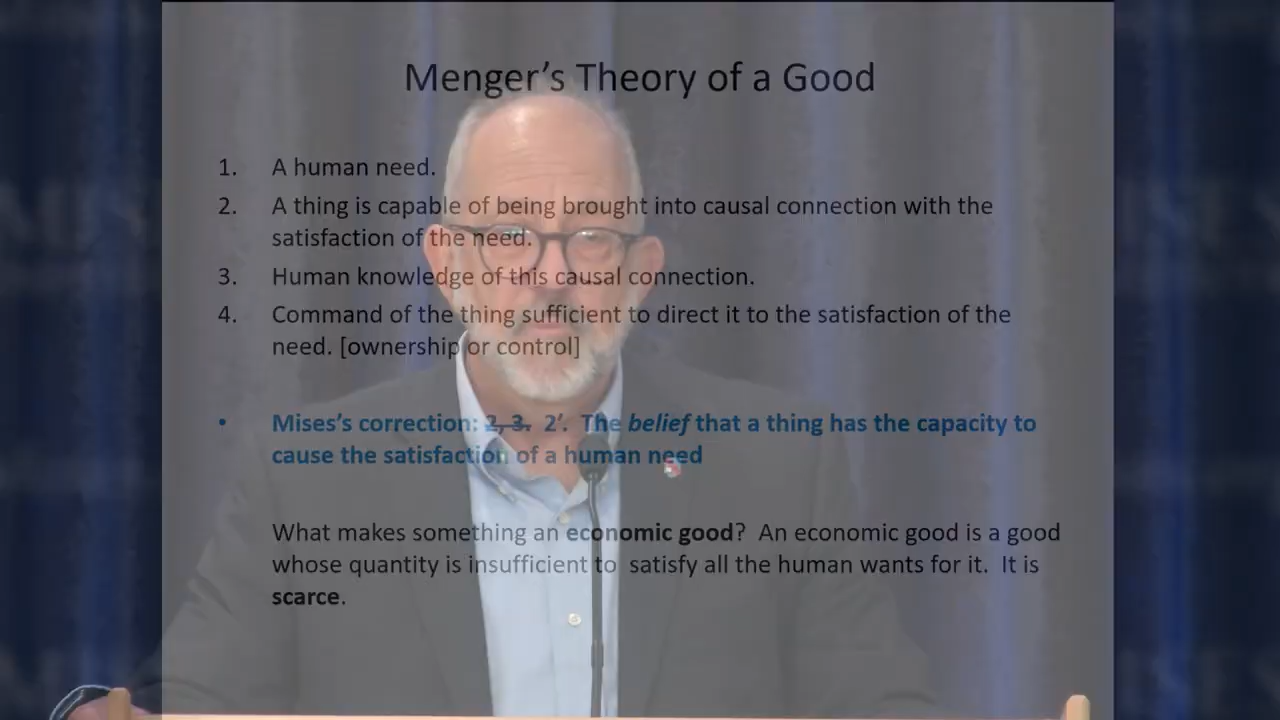 Menger’s Theory of a Good
1. A human need.
2. A thing is capable of being brought into causal connection with the
satisfaction of the need.
3. Human knowledge of this causal connection.
4. Command of the thing sufficient to direct it to the satisfaction of the
need. [ownership or control]
• Mises’s correction: 2, 3. 2’. The belief that a thing has the capacity to
cause the satisfaction of a human need
What makes something an economic good? An economic good is a good
whose quantity is insufficient to satisfy all the human wants for it. It is
scarce.